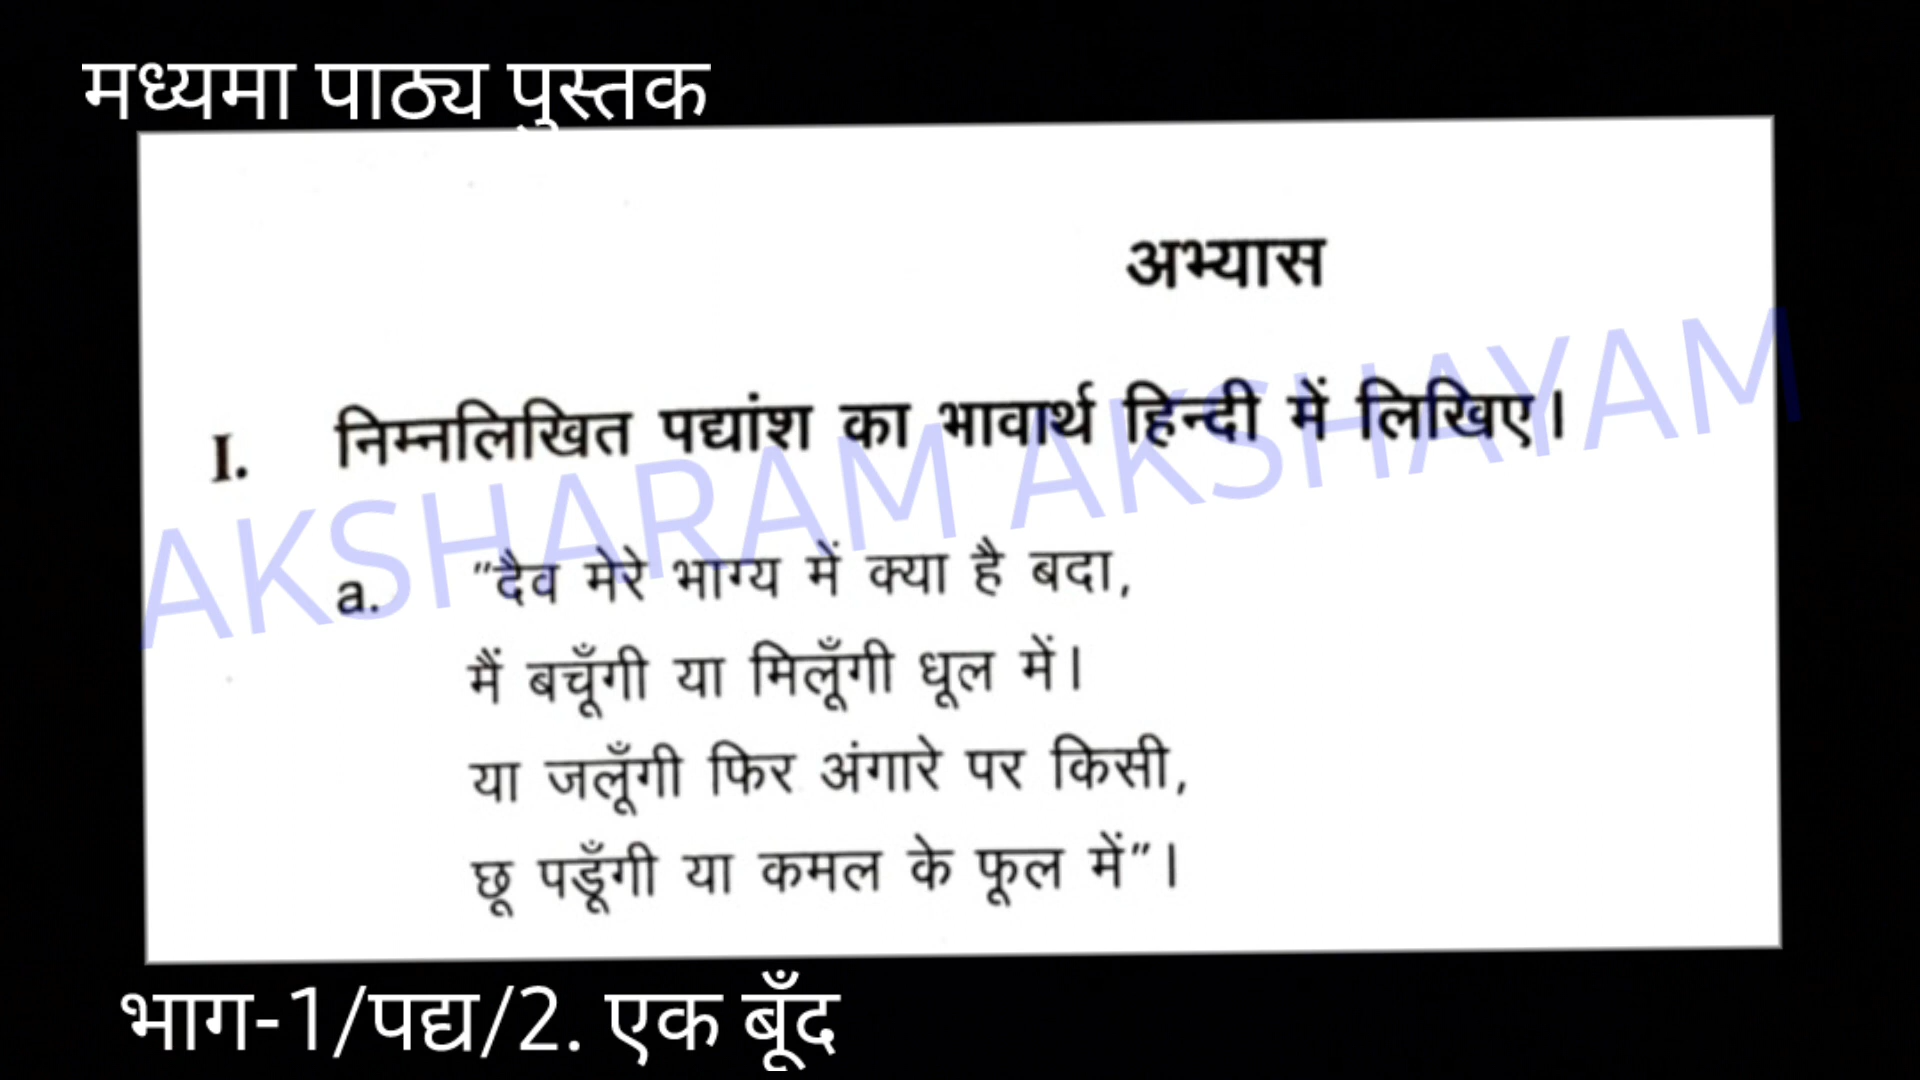 मध्यमा पाठ्य पुस्तक
अभ्यास
I. निम्नलिखित पद्यांश का भावार्थ हिन्दी में लिखिए।
AKSHARAM AKSHAYAM
a. "दैव मेरे भाग्य में क्या है बदा,
मैं बचूँगी या मिलूँगी धूल में।
या जलूँगी फिर अंगारे पर किसी,
छू पडूँगी या कमल के फूल में"।
भाग-1/पद्य/2. एक बूँद